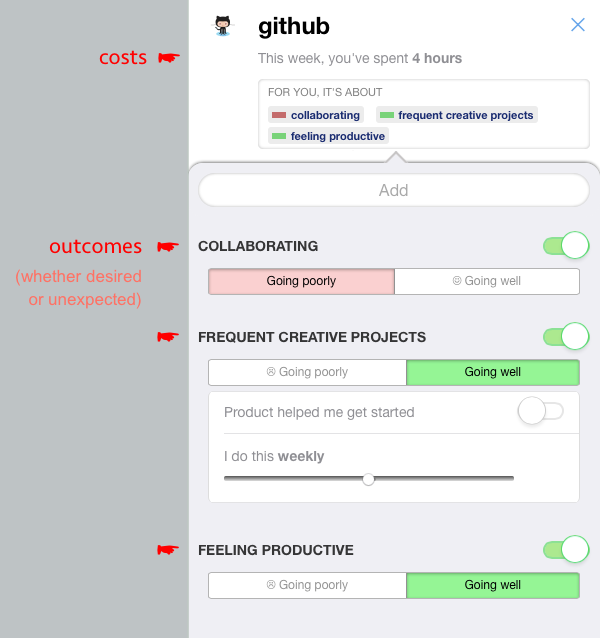 github
costs
This week, you've spent 4 hours
FOR YOU, IT'S ABOUT
collaborating
frequent creative projects
feeling productive
Add
outcomes
(whether desired
or unexpected)
COLLABORATING
Going poorly
☺ Going well
FREQUENT CREATIVE PROJECTS
☹ Going poorly
Going well
Product helped me get started
I do this weekly
FEELING PRODUCTIVE
☹ Going poorly
Going well